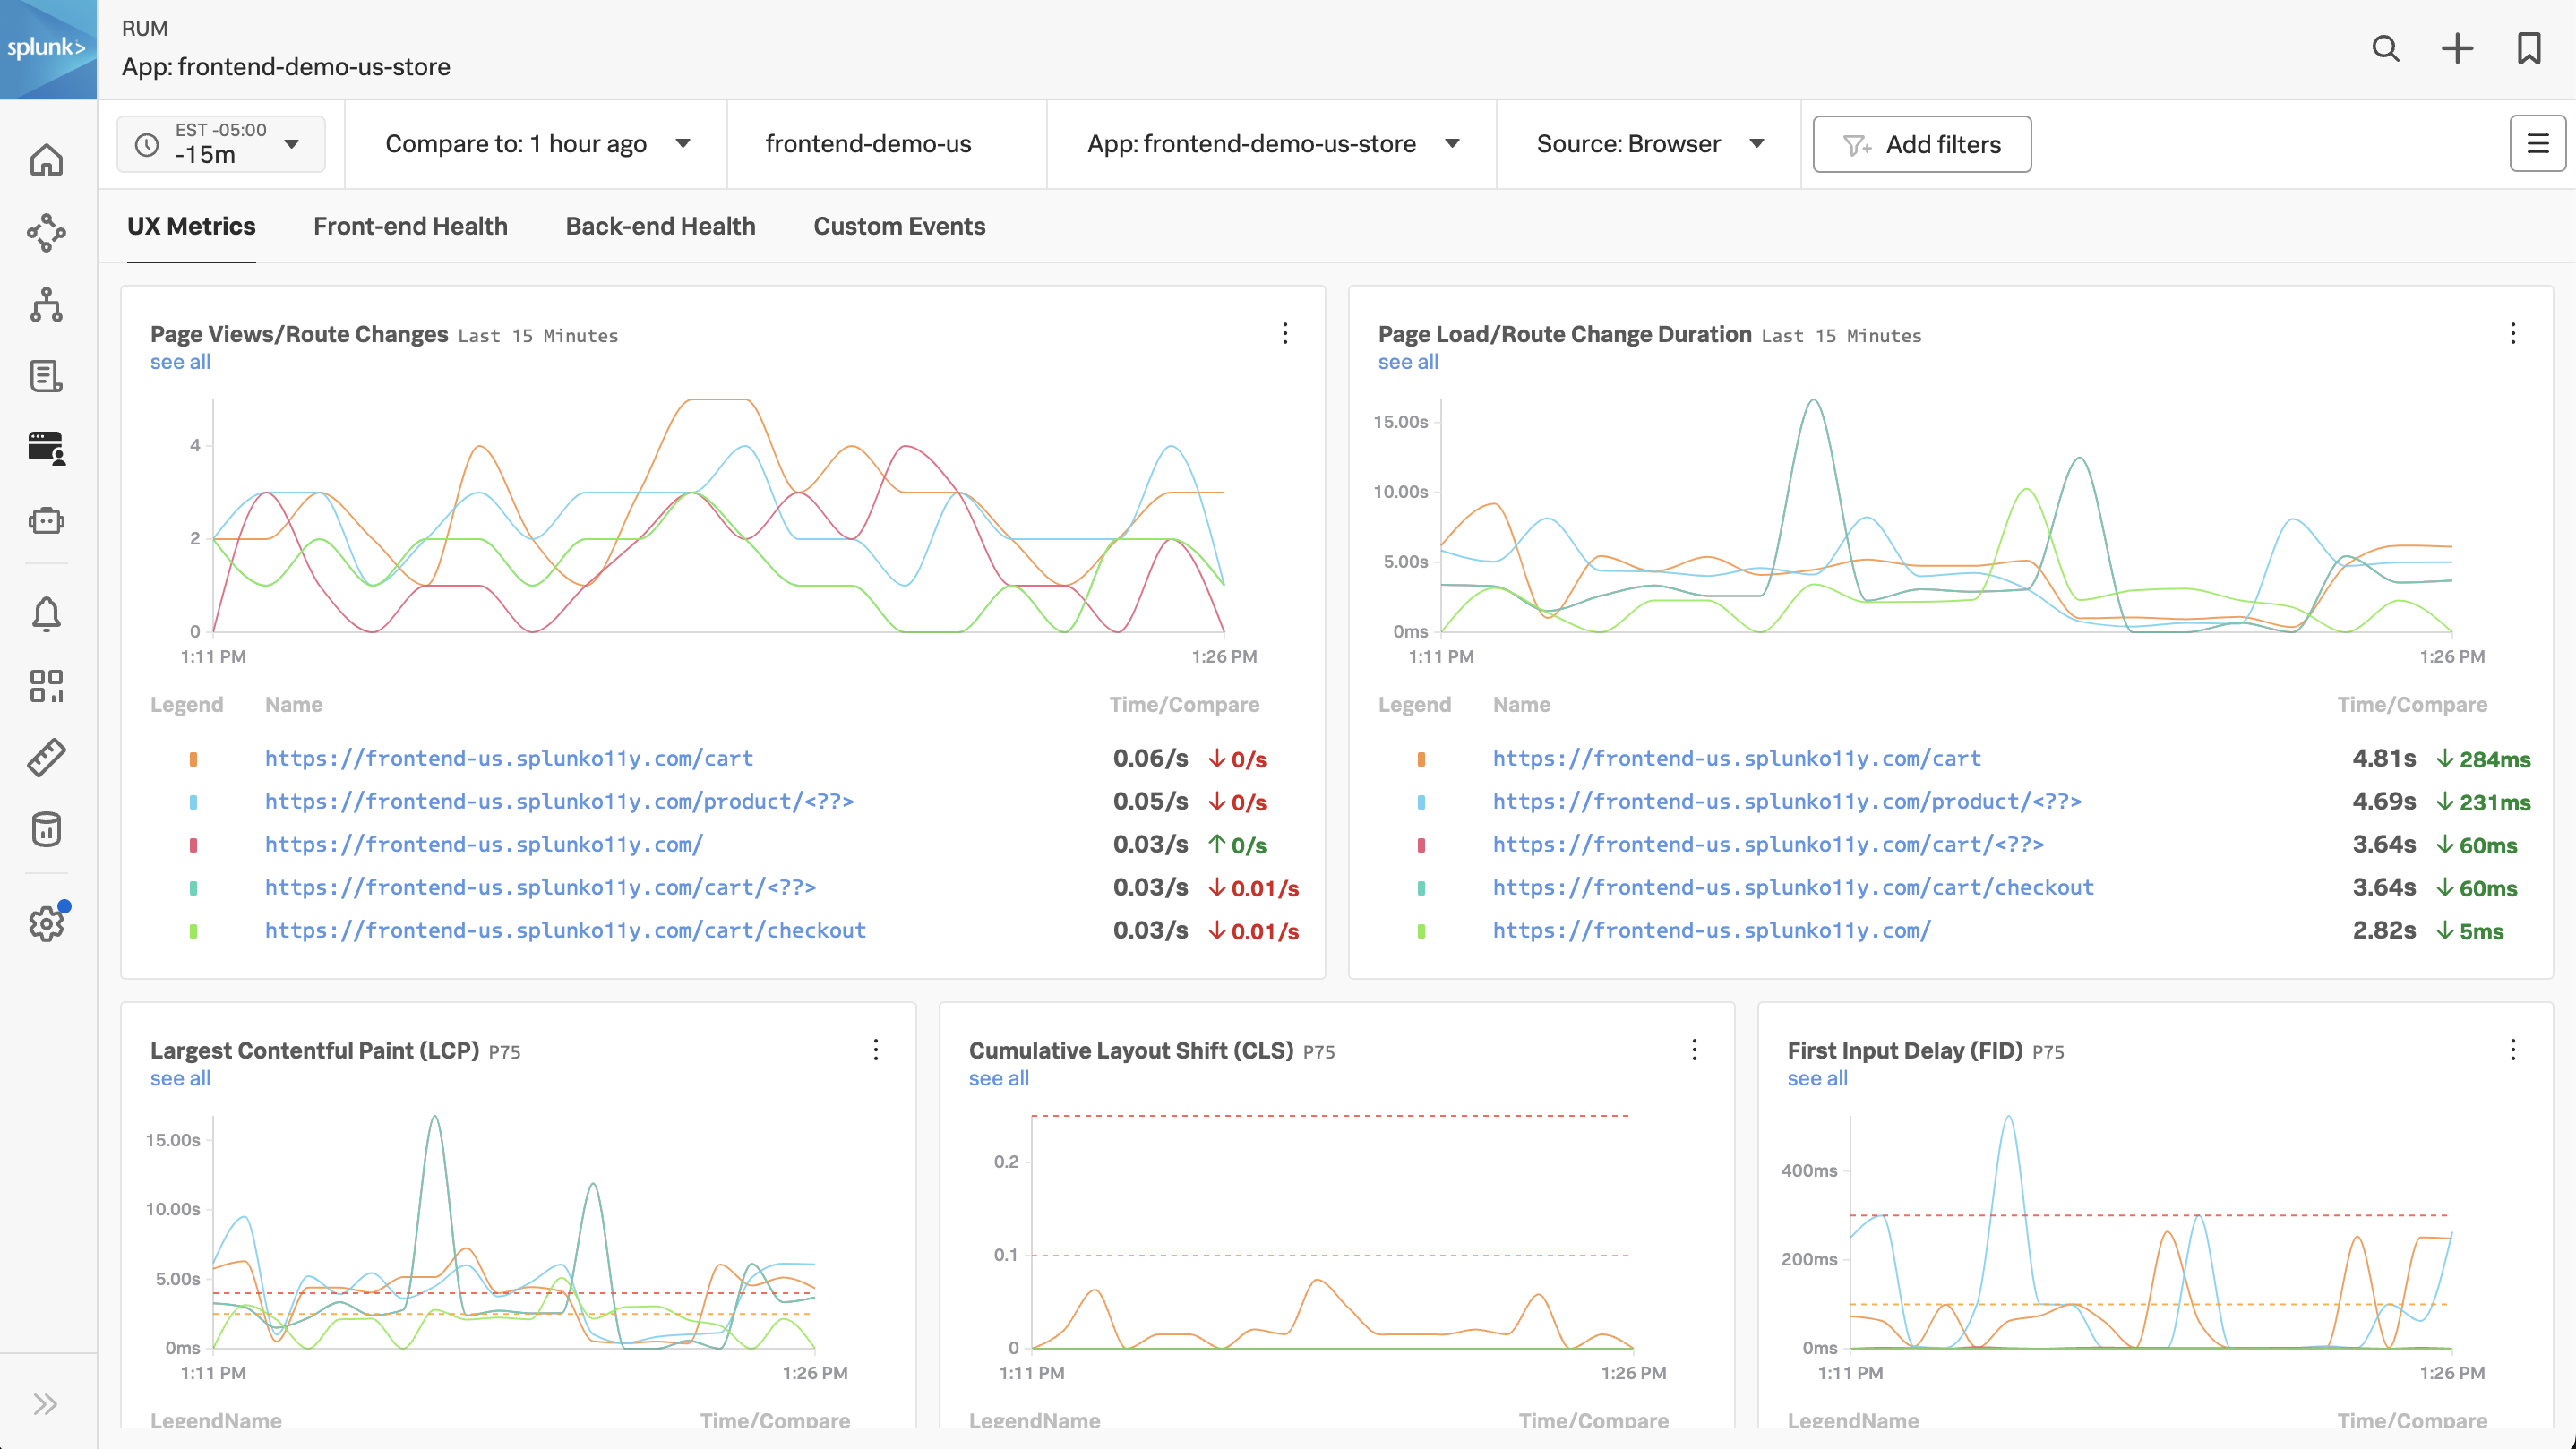 splunk>
RUM
App: frontend-demo-us-store
EST -05:00
-15m
Compare to: 1 hour ago
frontend-demo-us
App: frontend-demo-us-store
Source: Browser
Add filters
UX Metrics Front-end Health Back-end Health Custom Events
Page Views/Route Changes Last 15 Minutes
see all
4
2
0
1:11 PM 1:26 PM
Legend Name Time/Compare
https://frontend-us.splunko11y.com/cart 0.06/s ↓0/s
https://frontend-us.splunko11y.com/product/<??> 0.05/s ↓0/s
https://frontend-us.splunko11y.com/ 0.03/s ↑0/s
https://frontend-us.splunko11y.com/cart/<??> 0.03/s ↓0.01/s
https://frontend-us.splunko11y.com/cart/checkout 0.03/s ↓0.01/s
Page Load/Route Change Duration Last 15 Minutes
see all
15.00s
10.00s
5.00s
0ms
1:11 PM 1:26 PM
Legend Name Time/Compare
https://frontend-us.splunko11y.com/cart 4.81s ↓284ms
https://frontend-us.splunko11y.com/product/<??> 4.69s ↓231ms
https://frontend-us.splunko11y.com/cart/<??> 3.64s ↓60ms
https://frontend-us.splunko11y.com/cart/checkout 3.64s ↓60ms
https://frontend-us.splunko11y.com/ 2.82s ↓5ms
Largest Contentful Paint (LCP) P75
see all
15.00s
10.00s
5.00s
0ms
1:11 PM 1:26 PM
LegendName Time/Compare
Cumulative Layout Shift (CLS) P75
see all
0.2
0.1
0
1:11 PM 1:26 PM
LegendName Time/Compare
First Input Delay (FID) P75
see all
400ms
200ms
0ms
1:11 PM 1:26 PM
LegendName Time/Compare